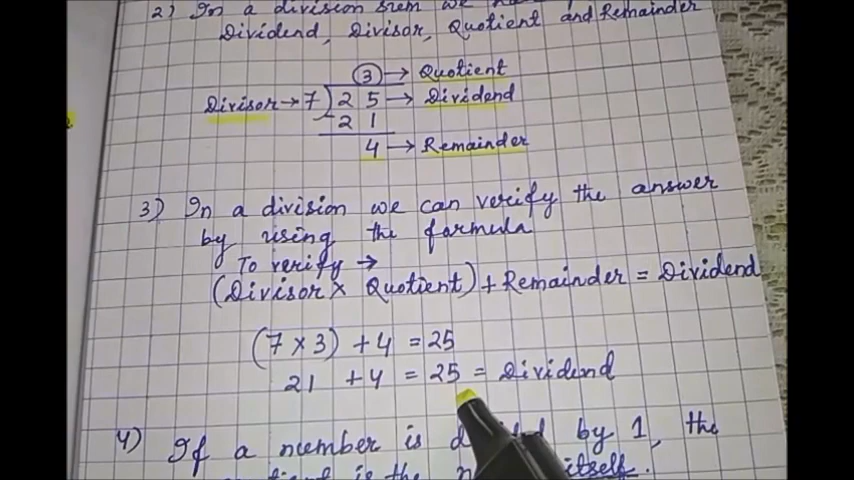 2) In a division
Dividend, Divisor, Quotient and Remainder
3 → Quotient
Divisor → 7 ) 2 5 → Dividend
- 2 1
4 → Remainder
3) In a division we can verify the answer
by using the formula
To verify →
(Divisor × Quotient) + Remainder = Dividend
(7 × 3) + 4 = 25
21 + 4 = 25 = Dividend
4) If a number is by 1, the
is the itself.